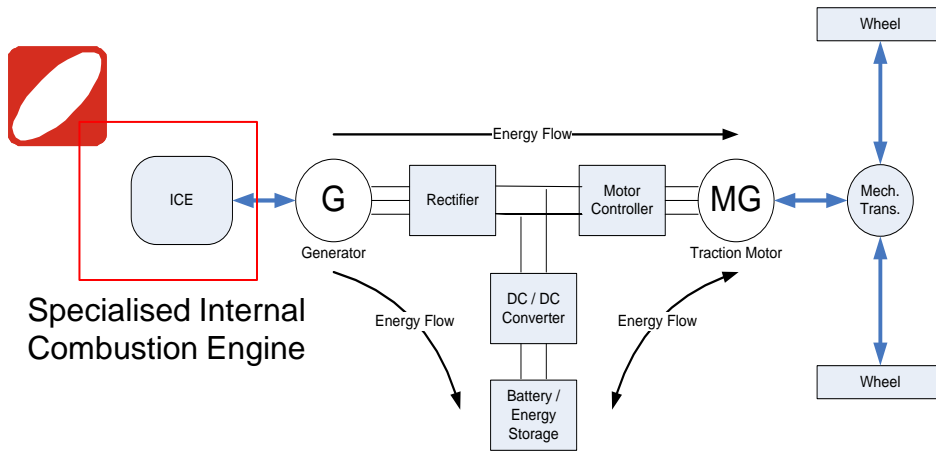 Wheel
Energy Flow
ICE
G
Rectifier
Motor
Controller
MG
Mech.
Trans.
Generator
Traction Motor
Specialised Internal
Combustion Engine
DC / DC
Converter
Energy Flow
Energy Flow
Battery /
Energy
Storage
Wheel